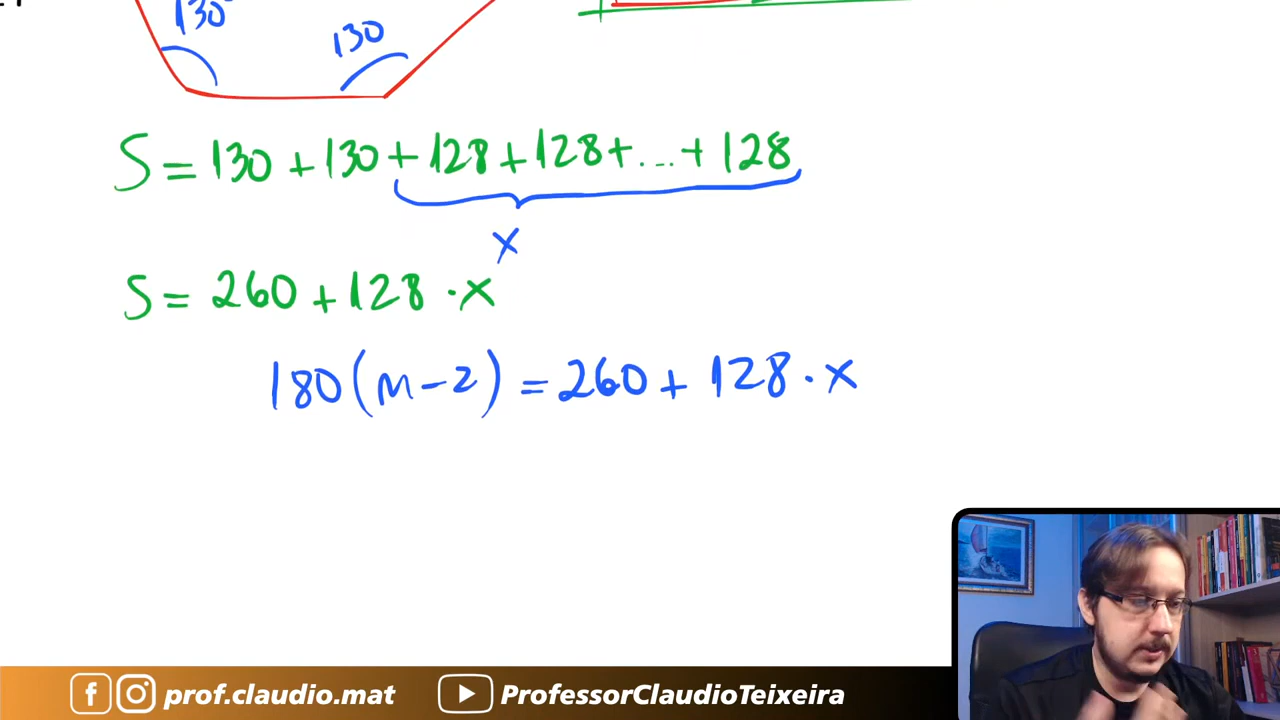 130°
130
S = 130 + 130 + 128 + 128 + ... + 128
x
S = 260 + 128 · x
180(n - 2) = 260 + 128 · x
prof.claudio.mat
ProfessorClaudioTeixeira